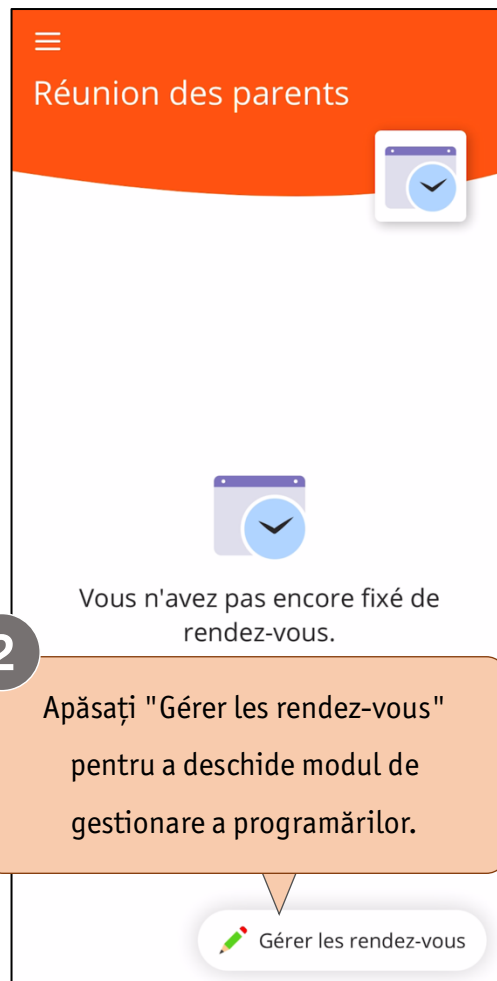 Réunion des parents
Vous n'avez pas encore fixé de
rendez-vous.
2
Apăsați "Gérer les rendez-vous"
pentru a deschide modul de
gestionare a programărilor.
Gérer les rendez-vous